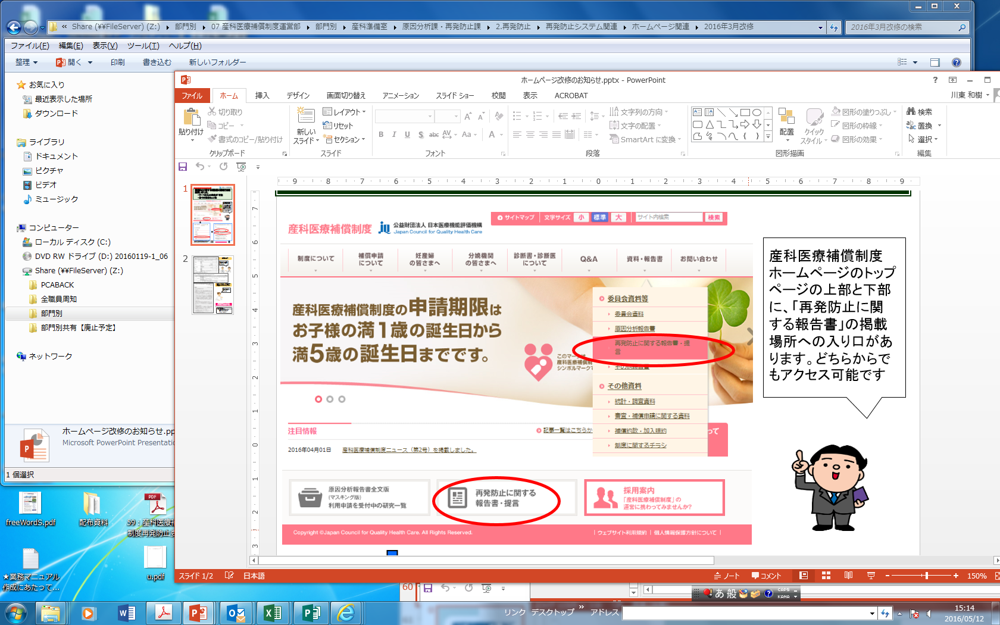 « Share (¥¥FileServer) (Z:) ▸ 部門別 ▸ 07 産科医療補償制度運営部 ▸ 部門別 ▸ 産科準備室 ▸ 原因分析課・再発防止課 ▸ 2.再発防止 ▸ 再発防止システム関連 ▸ ホームページ関連 ▸ 2016年3月改修
2016年3月改修の検索
ファイル(F) 編集(E) 表示(V) ツール(T) ヘルプ(H)
整理 開く 印刷 書き込む 新しいフォルダー
お気に入り
最近表示した場所
ダウンロード
ライブラリ
ドキュメント
ピクチャ
ビデオ
ミュージック
コンピューター
ローカル ディスク (C:)
DVD RW ドライブ (D:) 20160119-1_06
Share (¥¥FileServer) (Z:)
PCABACK
全職員周知
部門別
部門別共有【廃止予定】
ネットワーク
ホームページ改修のお知らせ.pp
Microsoft PowerPoint Presentatio
1 個選択
ホームページ改修のお知らせ.pptx - PowerPoint
ファイル ホーム 挿入 デザイン 画面切り替え アニメーション スライド ショー 校閲 表示 ACROBAT
川東 和樹
貼り付け
切り取り
コピー
書式のコピー/貼り付け
クリップボード
新しい
スライド
レイアウト
リセット
セクション
スライド
B I U S abc AV Aa A
フォント
文字列の方向
文字の配置
SmartArt に変換
段落
配置
クイック
スタイル
図形の塗りつぶし
図形の枠線
図形の効果
図形描画
検索
置換
選択
編集
9 8 7 6 5 4 3 2 1 0 1 2 3 4 5 6 7 8 9
1
2
7
6
5
4
3
2
1
0
1
2
3
サイトマップ 文字サイズ 小 標準 大 サイト内検索 検索
産科医療補償制度
jq 公益財団法人 日本医療機能評価機構
Japan Council for Quality Health Care
制度について
補償申請
について
妊産婦
の皆さまへ
分娩機関
の皆さまへ
診断書・診断医
について
Q&A
資料・報告書
お問い合わせ
産科医療補償制度の申請期限は
お子様の満1歳の誕生日から
満5歳の誕生日までです。
このマークは
産科医療補償制
シンボルマークで
委員会資料等
委員会資料
原因分析報告書
再発防止に関する報告書・提
言
その他報告書
その他資料
統計・調査資料
審査・補償申請に関する資料
補償約款・加入規約
制度に関するチラシ
注目情報
記事一覧はこちらか
って
2016年04月01日 産科医療補償制度ニュース（第2号）を掲載しました。
原因分析報告書全文版
(マスキング版)
利用申請を受付中の研究一覧
再発防止に関する
報告書・提言
採用案内
「産科医療補償制度」の
運営に携わってみませんか?
Copyright ©Japan Council for Quality Health Care. All Rights Reserved.
| ウェブサイト利用規約 | 個人情報保護方針について |
産科医療補償制度
ホームページのトップ
ページの上部と下部
に、「再発防止に関
する報告書」の掲載
場所への入り口があ
ります。どちらからで
もアクセス可能です
スライド 1/2 日本語 ノート コメント 150%
freeWordS.pdf
配布資料
PDF
59：産科医療補
制度再発防止委
★業務マニュアル
作成にあたって...
u.pdf
60
あ 般 CAPS
KANA
リンク デスクトップ » アドレス
15:14
2016/05/12